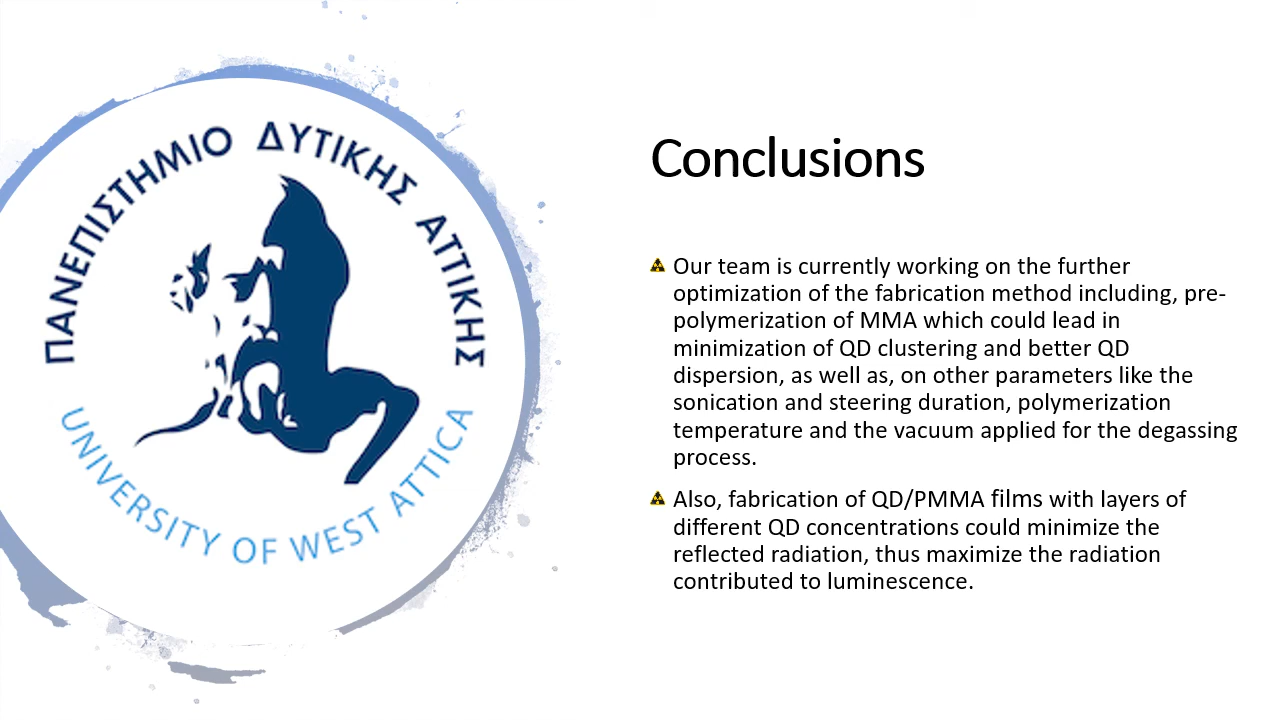 ΠΑΝΕΠΙΣΤΗΜΙΟ ΔΥΤΙΚΗΣ ΑΤΤΙΚΗΣ
UNIVERSITY OF WEST ATTICA
Conclusions
Our team is currently working on the further
optimization of the fabrication method including, pre-
polymerization of MMA which could lead in
minimization of QD clustering and better QD
dispersion, as well as, on other parameters like the
sonication and steering duration, polymerization
temperature and the vacuum applied for the degassing
process.
Also, fabrication of QD/PMMA films with layers of
different QD concentrations could minimize the
reflected radiation, thus maximize the radiation
contributed to luminescence.